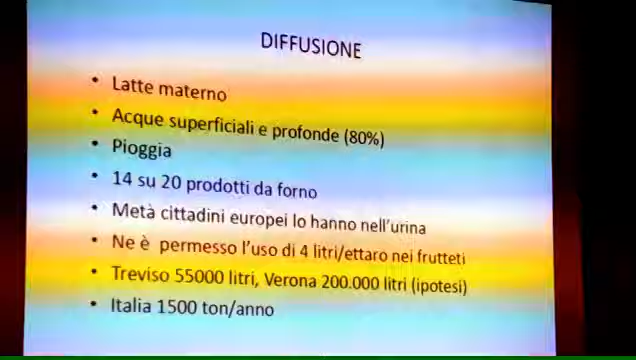 DIFFUSIONE
• Latte materno
• Acque superficiali e profonde (80%)
• Pioggia
• 14 su 20 prodotti da forno
• Metà cittadini europei lo hanno nell'urina
• Ne è permesso l'uso di 4 litri/ettaro nei frutteti
• Treviso 55000 litri, Verona 200.000 litri (ipotesi)
• Italia 1500 ton/anno